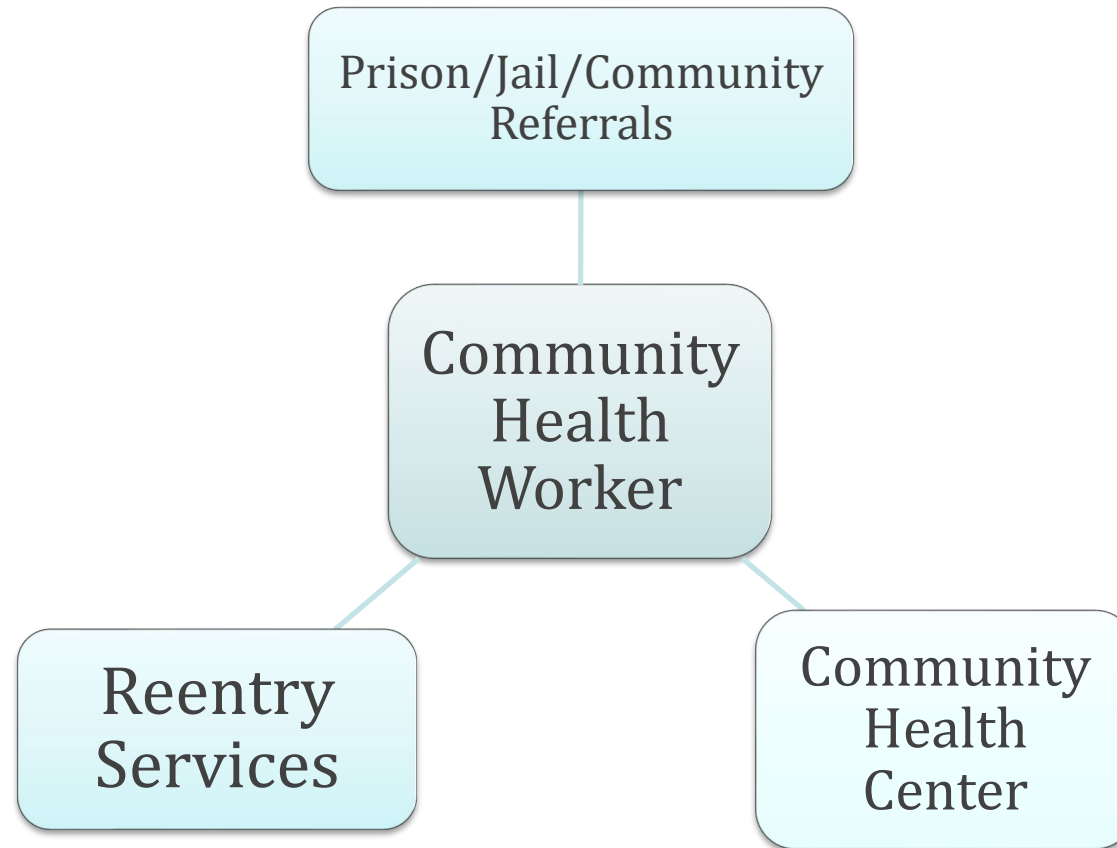 Prison/Jail/Community
Referrals
Community
Health
Worker
Reentry
Services
Community
Health
Center